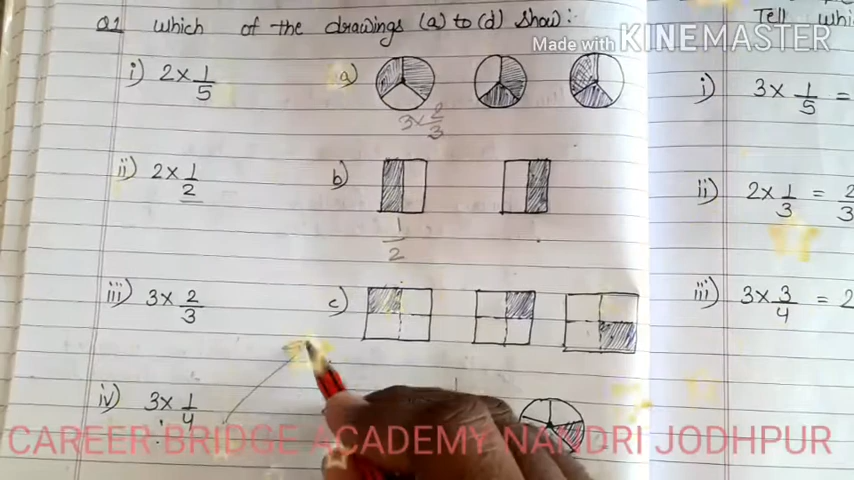 Q1 Which of the drawings (a) to (d) Show:
Made with KINEMASTER
i) 2 × 1/5 a)
3 × 2/3
ii) 2 × 1/2 b)
1/2
iii) 3 × 2/3 c)
iv) 3 × 1/4
Tell
i) 3 × 1/5 =
ii) 2 × 1/3 = 2/3
iii) 3 × 3/4 = 2
CAREER BRIDGE ACADEMY NANDRI JODHPUR